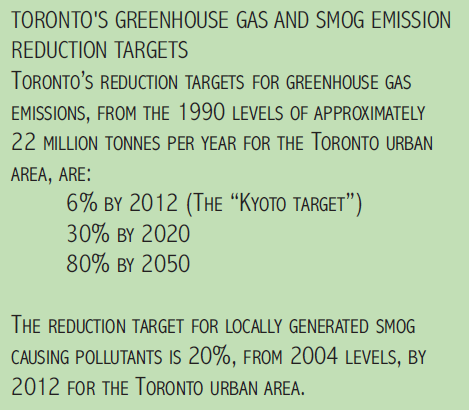 TORONTO'S GREENHOUSE GAS AND SMOG EMISSION
REDUCTION TARGETS
TORONTO'S REDUCTION TARGETS FOR GREENHOUSE GAS
EMISSIONS, FROM THE 1990 LEVELS OF APPROXIMATELY
22 MILLION TONNES PER YEAR FOR THE TORONTO URBAN
AREA, ARE:
6% BY 2012 (THE “KYOTO TARGET”)
30% BY 2020
80% BY 2050
THE REDUCTION TARGET FOR LOCALLY GENERATED SMOG
CAUSING POLLUTANTS IS 20%, FROM 2004 LEVELS, BY
2012 FOR THE TORONTO URBAN AREA.